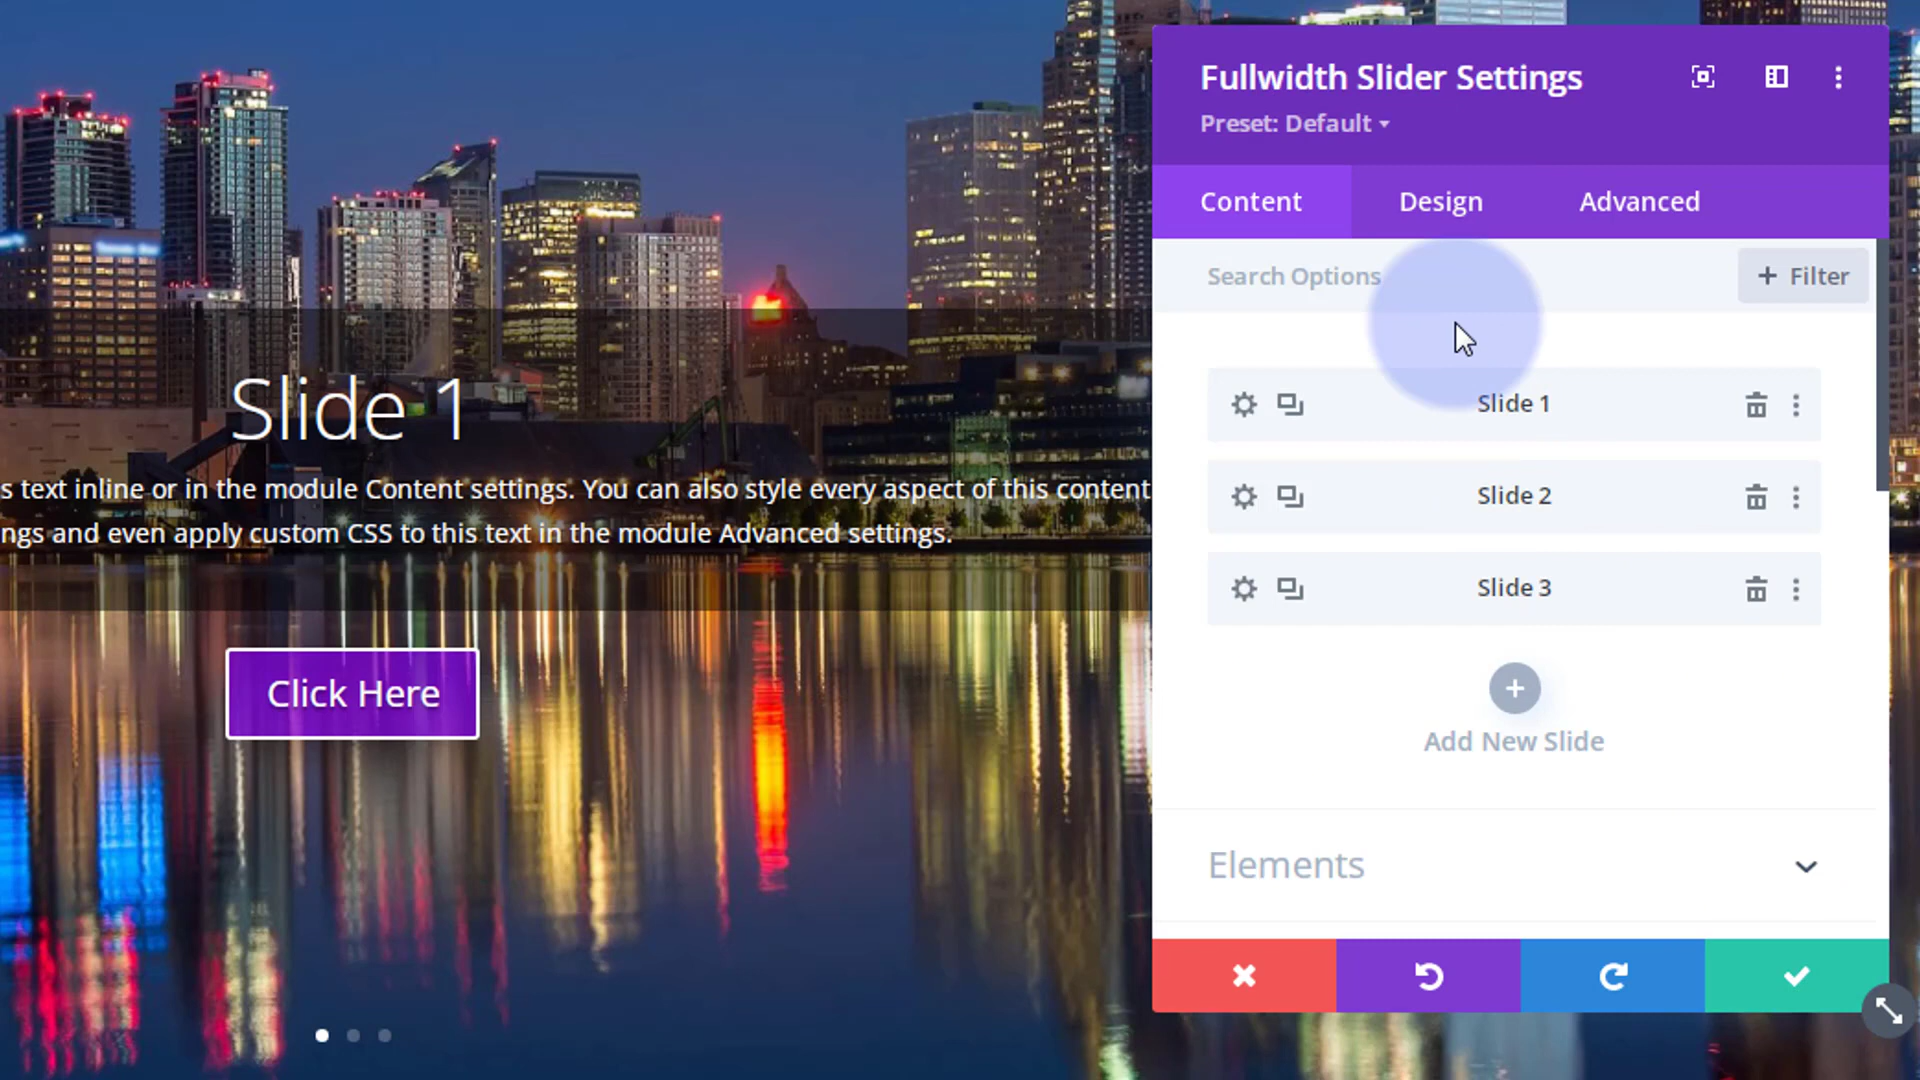 Slide 1
s text inline or in the module Content settings. You can also style every aspect of this content
ngs and even apply custom CSS to this text in the module Advanced settings.
Click Here
Fullwidth Slider Settings
Preset: Default
Content
Design
Advanced
Search Options
+ Filter
Slide 1
Slide 2
Slide 3
Add New Slide
Elements